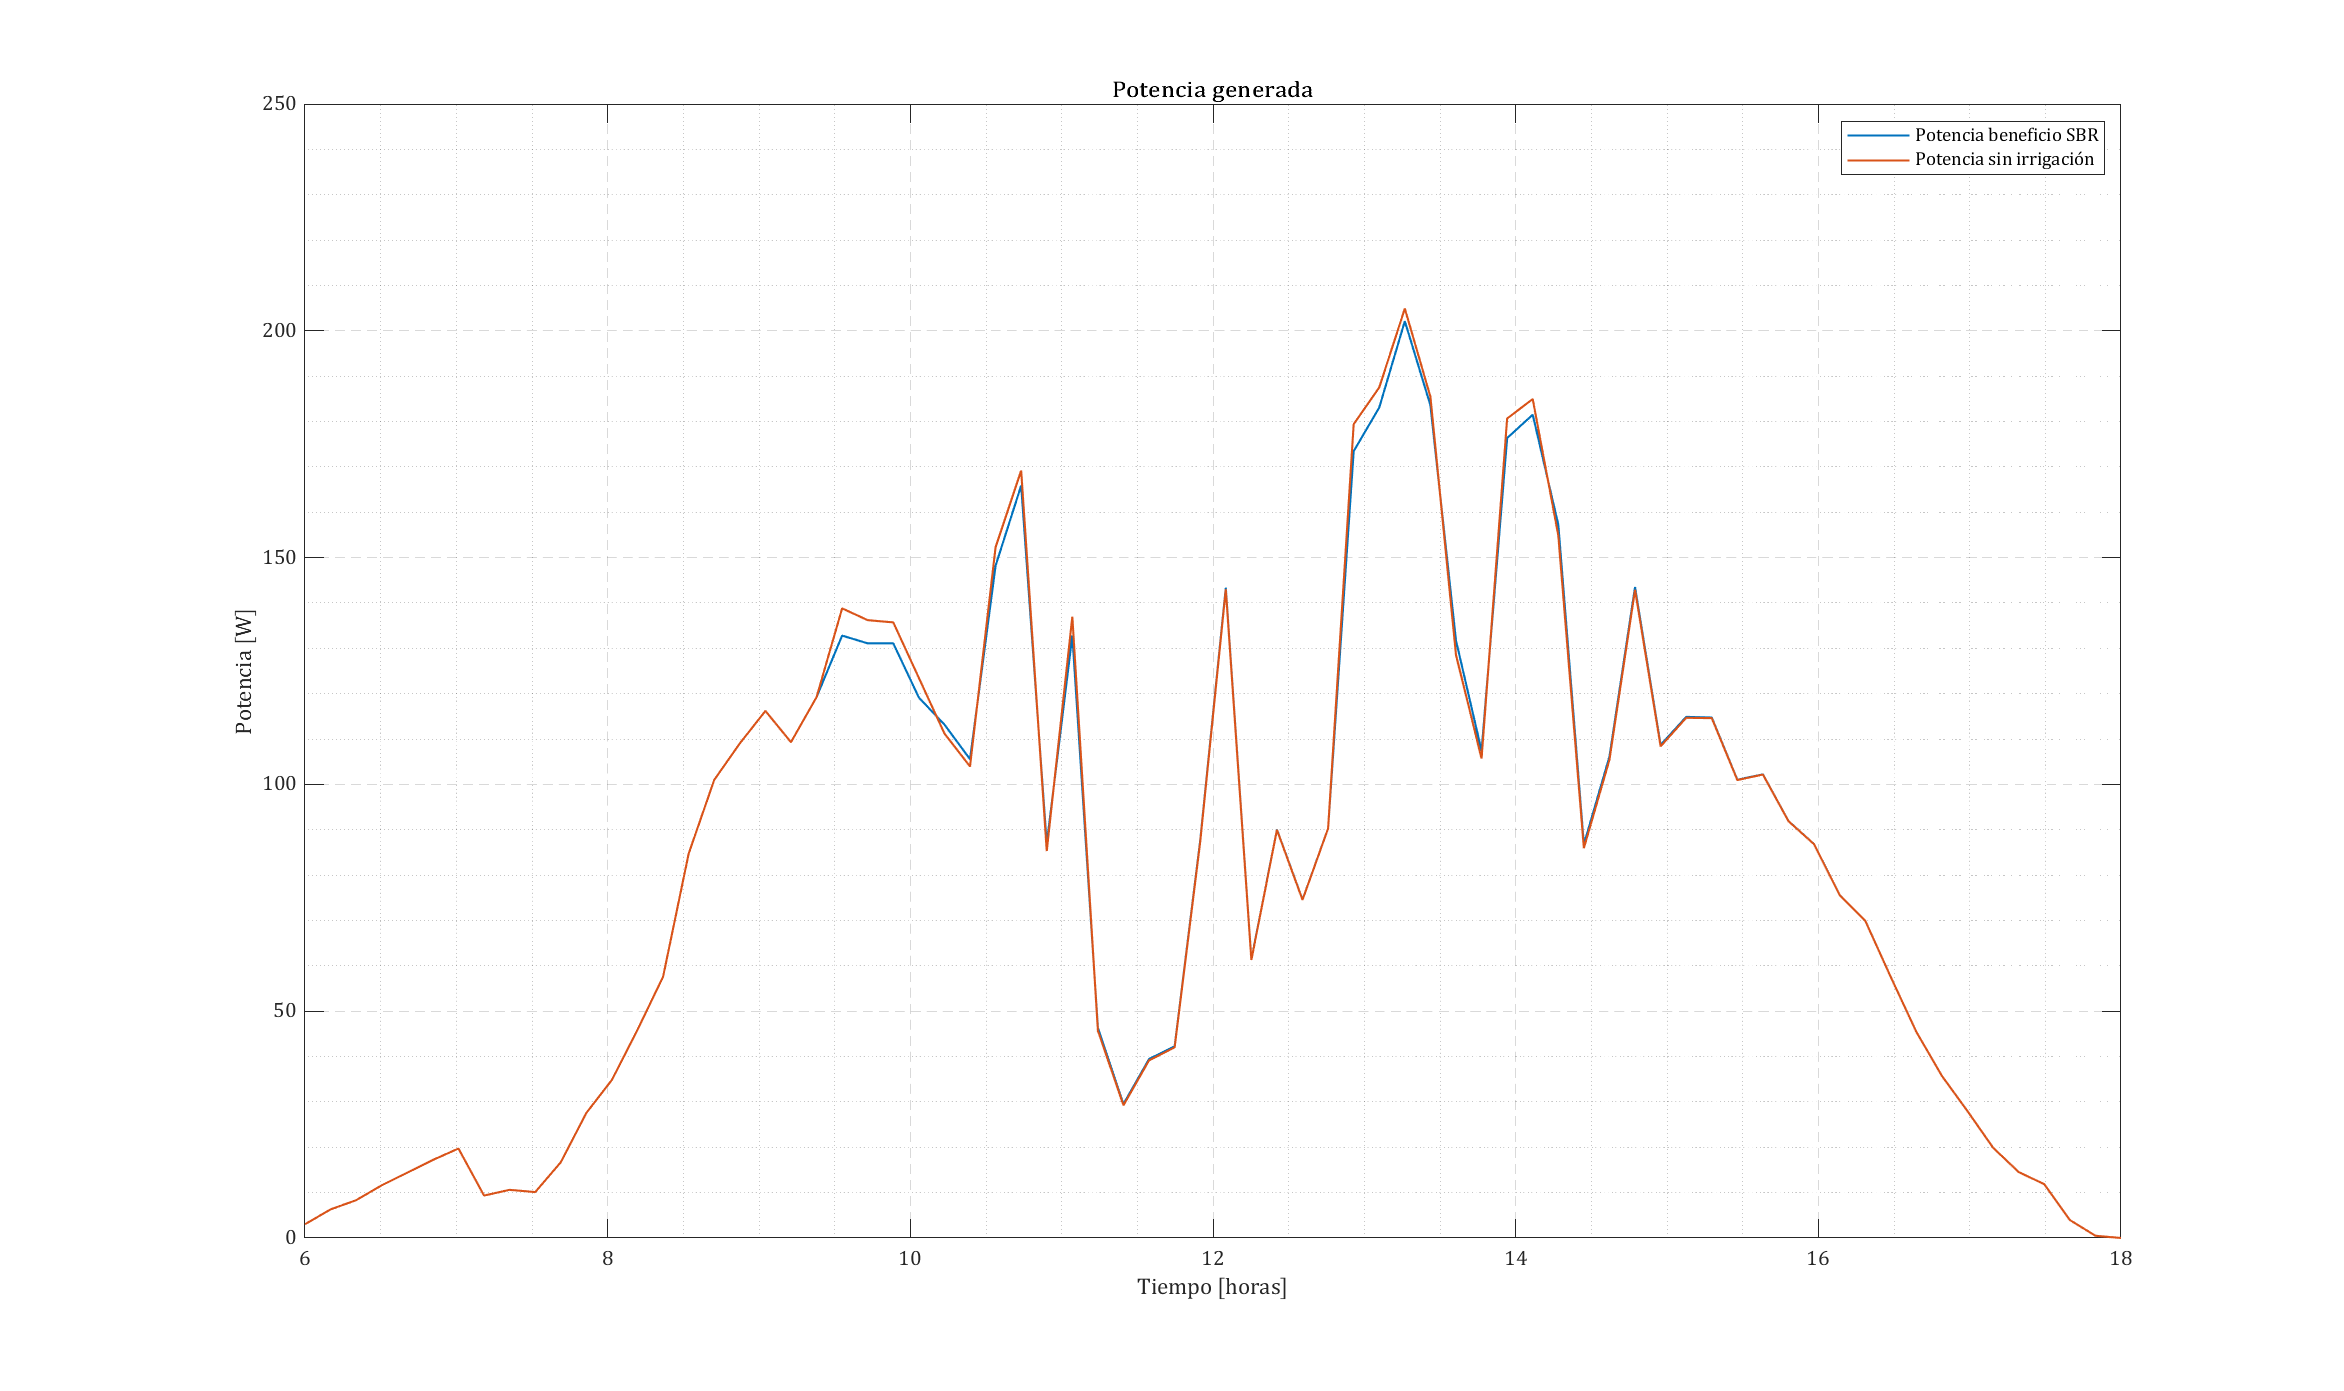 Potencia generada
250
200
150
100
50
0
Potencia [W]
Potencia beneficio SBR
Potencia sin irrigación
6 8 10 12 14 16 18
Tiempo [horas]